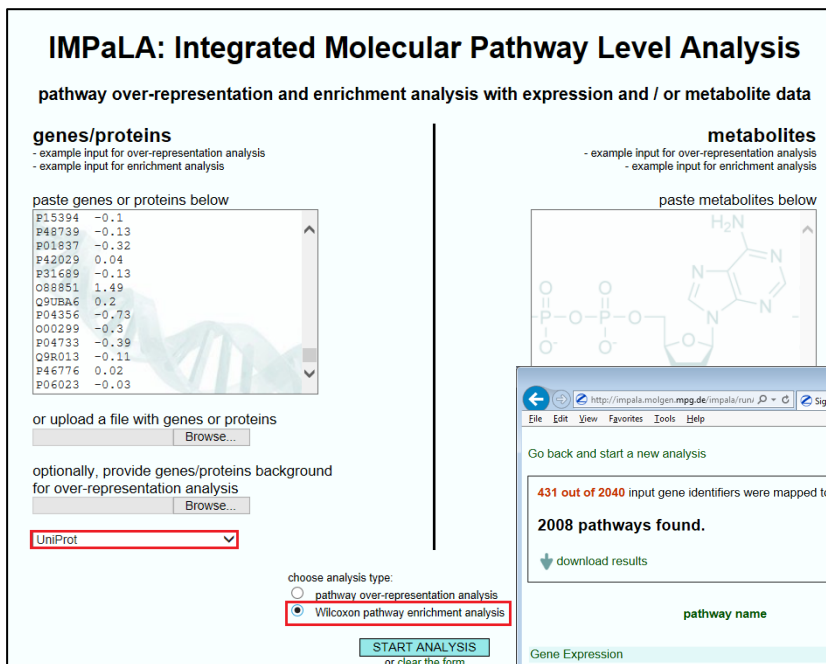 IMPaLA: Integrated Molecular Pathway Level Analysis
pathway over-representation and enrichment analysis with expression and / or metabolite data
genes/proteins
- example input for over-representation analysis
- example input for enrichment analysis
paste genes or proteins below
P15394 -0.1
P48739 -0.13
P01837 -0.32
P42029 0.04
P31689 -0.13
O88851 1.49
Q9UBA6 0.2
P04356 -0.73
O00299 -0.3
P04733 -0.39
Q9R013 -0.11
P46776 0.02
P06023 -0.03
or upload a file with genes or proteins
Browse...
optionally, provide genes/proteins background
for over-representation analysis
Browse...
UniProt
metabolites
- example input for over-representation analysis
- example input for enrichment analysis
paste metabolites below
H₂N
N
N
N
N
O O
P-O-P-O
O⁻ O⁻
O
choose analysis type:
pathway over-representation analysis
Wilcoxon pathway enrichment analysis
START ANALYSIS
or clear the form
http://impala.molgen.mpg.de/impala/run/ Sig
File Edit View Favorites Tools Help
Go back and start a new analysis
431 out of 2040 input gene identifiers were mapped to
2008 pathways found.
download results
pathway name
Gene Expression